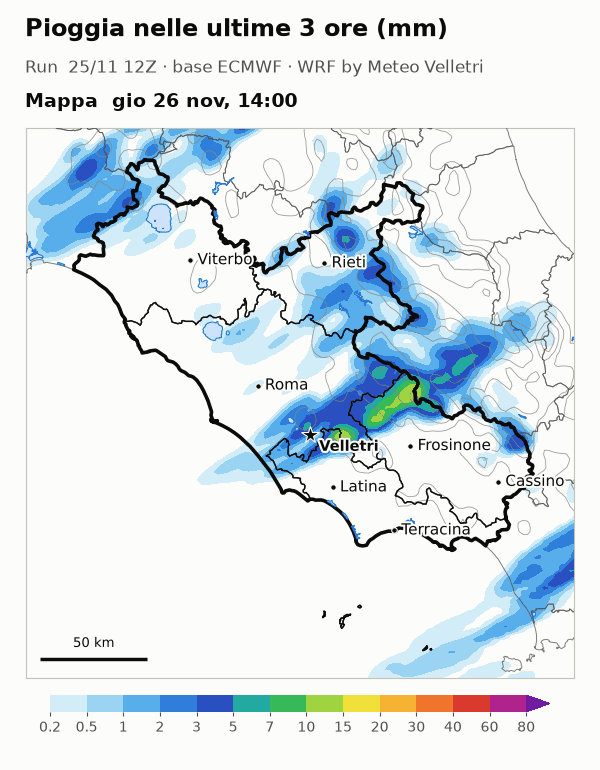 Pioggia nelle ultime 3 ore (mm)
Run 25/11 12Z · base ECMWF · WRF by Meteo Velletri
Mappa gio 26 nov, 14:00
Viterbo
Rieti
Roma
Velletri
Frosinone
Latina
Cassino
Terracina
50 km
0.2 0.5 1 2 3 5 7 10 15 20 30 40 60 80